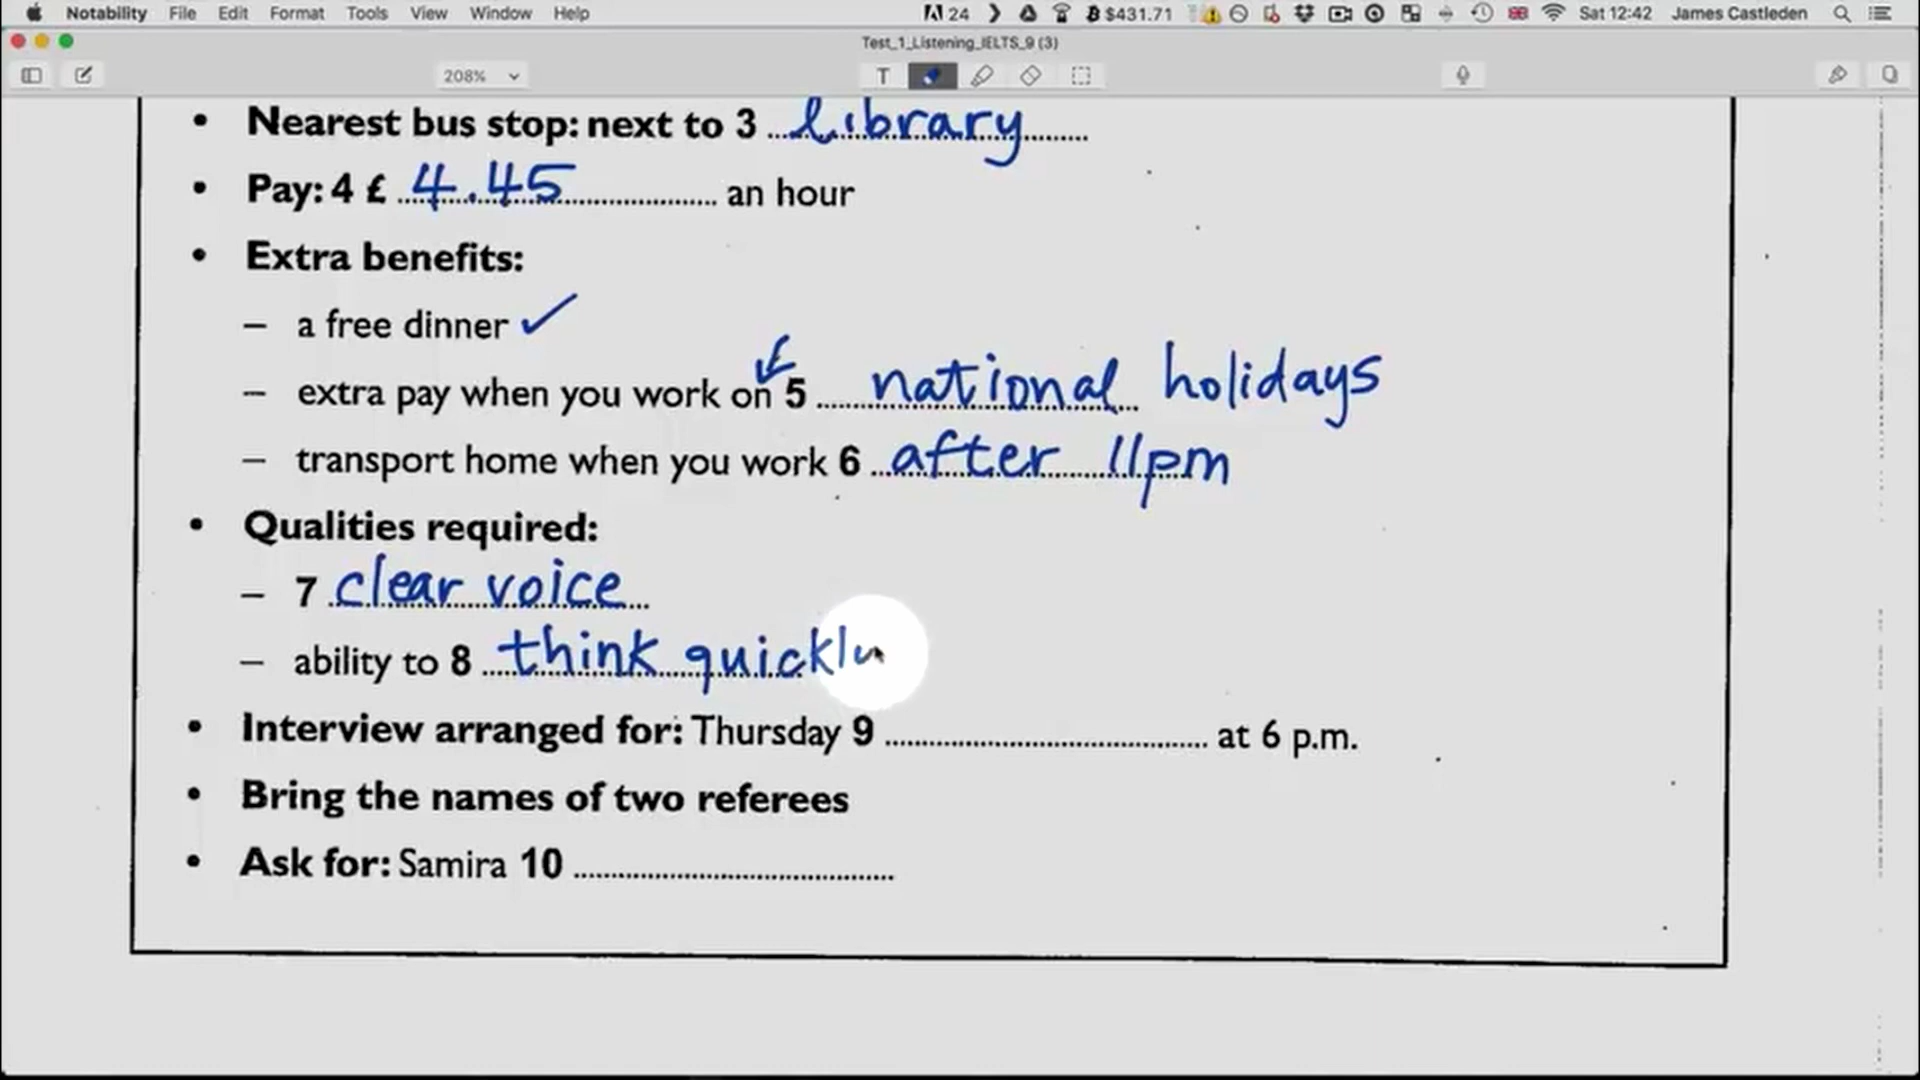 Notability File Edit Format Tools View Window Help 24 $431.71 Sat 12:42 James Castleden
Test_1_Listening_IELTS_9 (3)
208% T
• Nearest bus stop: next to 3 library
• Pay: 4 £ 4.45 an hour
• Extra benefits:
– a free dinner ✓
– extra pay when you work on 5 national holidays
– transport home when you work 6 after 11pm
• Qualities required:
– 7 clear voice
– ability to 8 think quickly
• Interview arranged for: Thursday 9 at 6 p.m.
• Bring the names of two referees
• Ask for: Samira 10